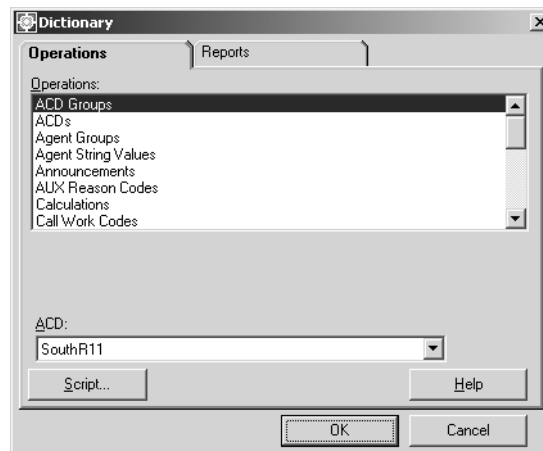 Dictionary
Operations
Reports
Operations:
ACD Groups
ACDs
Agent Groups
Agent String Values
Announcements
AUX Reason Codes
Calculations
Call Work Codes
ACD:
SouthR11
Script...
Help
OK
Cancel